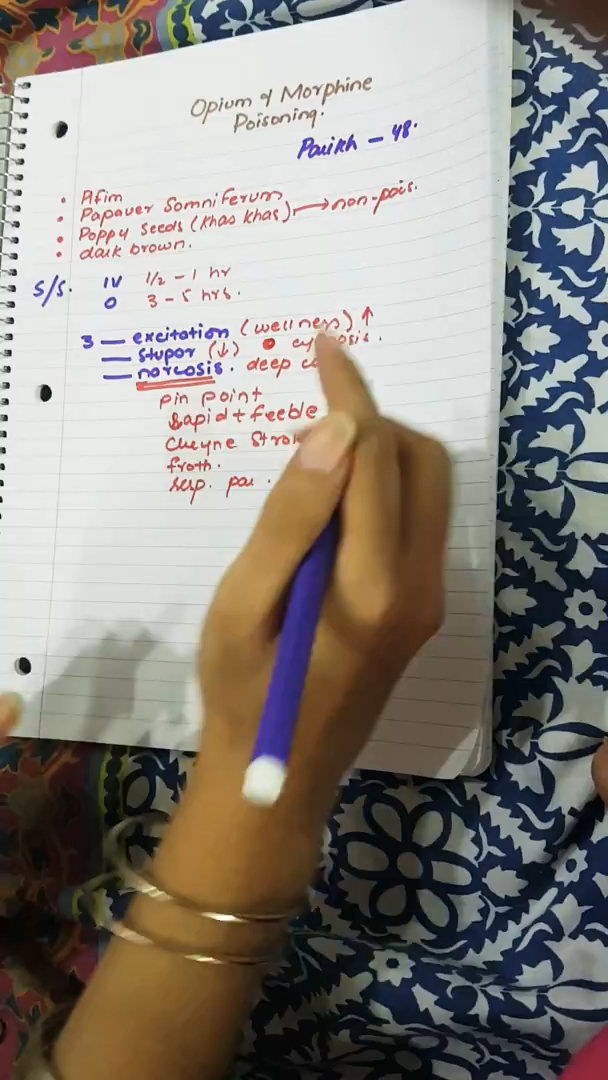 Opium & Morphine
Poisoning.
Parikh - 48.
• Afim
• Papaver Somniferum
• Poppy Seeds (Khas Khas) → non-pois.
• dark brown.
S/s. IV 1/2 - 1 hr
O 3 - 5 hrs.
3 — excitation (wellness) ↑
— stupor (↓) •
— narcosis. deep
pin point
Rapid + feeble
Cheyne
froth.
resp.